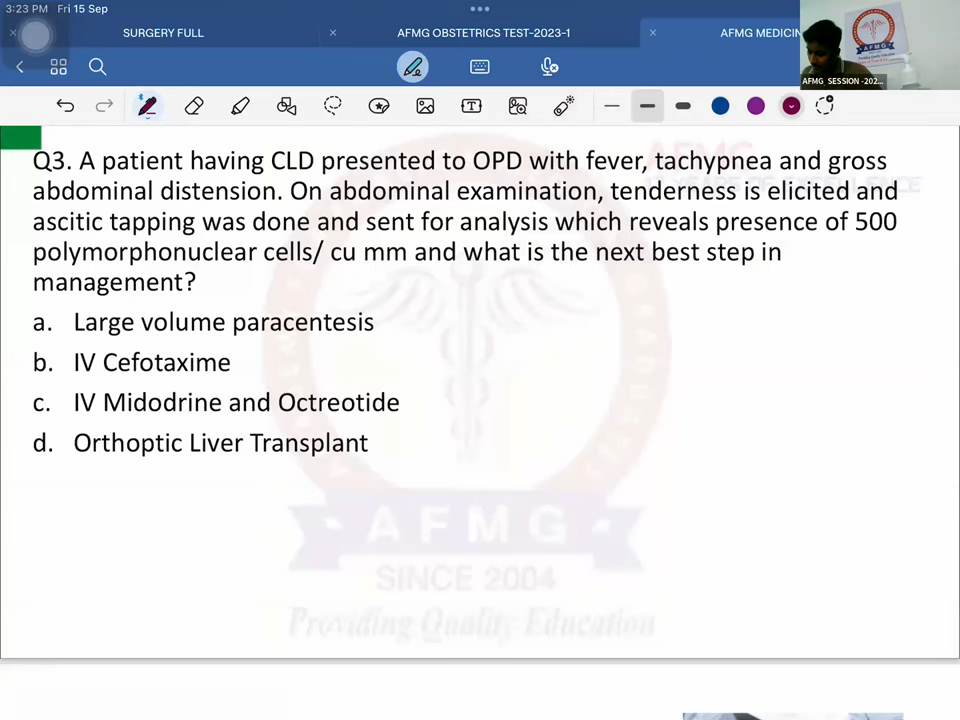 3:23 PM Fri 15 Sep
SURGERY FULL
AFMG OBSTETRICS TEST-2023-1
AFMG MEDICIN
AFMG
AFMG SESSION -202...
AFMG
Q3. A patient having CLD presented to OPD with fever, tachypnea and gross
abdominal distension. On abdominal examination, tenderness is elicited and
ascitic tapping was done and sent for analysis which reveals presence of 500
polymorphonuclear cells/ cu mm and what is the next best step in
management?
a. Large volume paracentesis
b. IV Cefotaxime
c. IV Midodrine and Octreotide
d. Orthoptic Liver Transplant
AFMG
SINCE 2004
Providing Quality Education